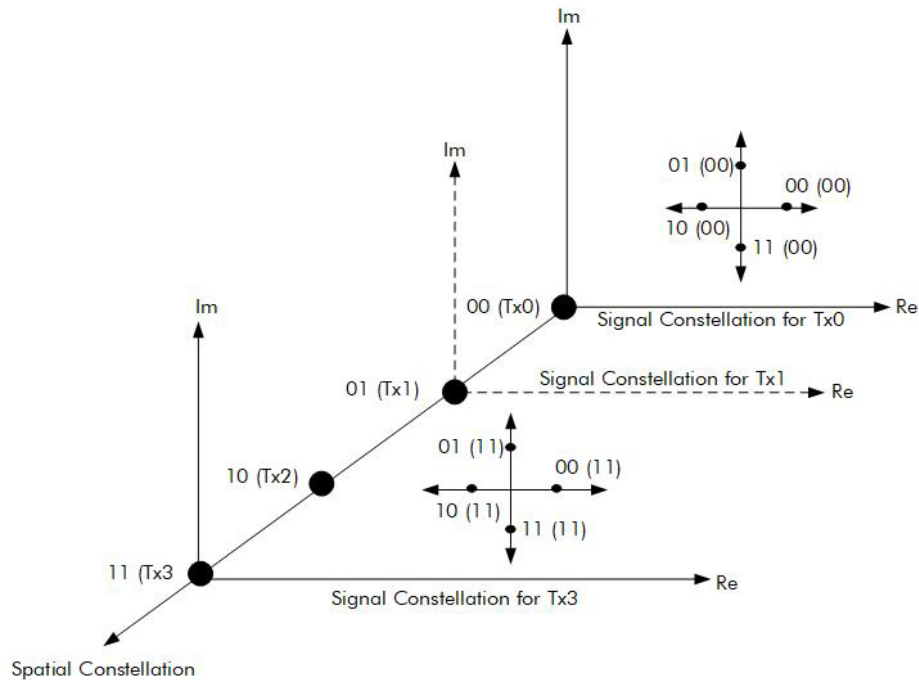 Im
Im
01 (00)
00 (00)
10 (00)
11 (00)
Im
00 (Tx0)
Re
Signal Constellation for Tx0
01 (Tx1)
Signal Constellation for Tx1
Re
01 (11)
10 (Tx2)
00 (11)
10 (11)
11 (11)
11 (Tx3
Re
Signal Constellation for Tx3
Spatial Constellation